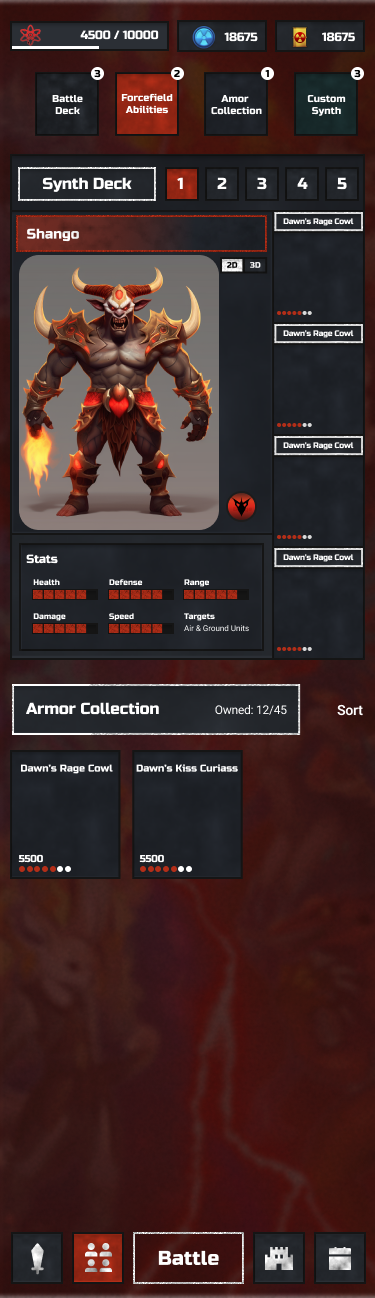 4500 / 10000
18675
18675
3
2
1
3
Battle
Deck
Forcefield
Abilities
Amor
Collection
Custom
Synth
Synth Deck
1
2
3
4
5
Shango
2D
3D
Dawn's Rage Cowl
Dawn's Rage Cowl
Dawn's Rage Cowl
Dawn's Rage Cowl
Stats
Health
Defense
Range
Damage
Speed
Targets
Air & Ground Units
Armor Collection
Owned: 12/45
Sort
Dawn's Rage Cowl
5500
Dawn's Kiss Curiass
5500
Battle